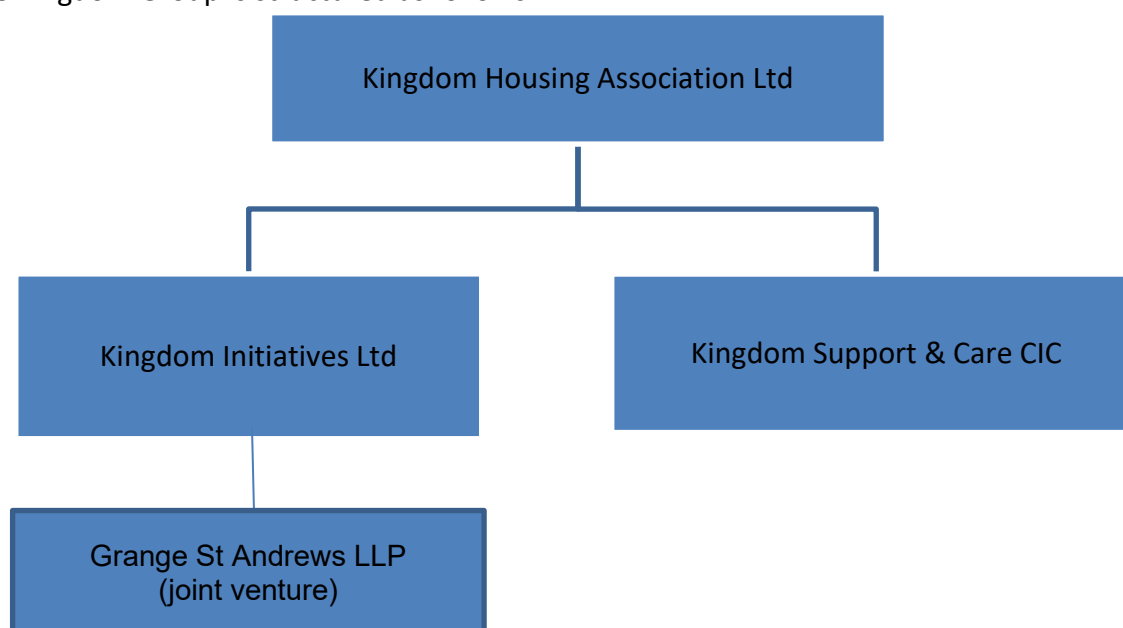 Kingdom Housing Association Ltd
Kingdom Initiatives Ltd
Kingdom Support & Care CIC
Grange St Andrews LLP
(joint venture)